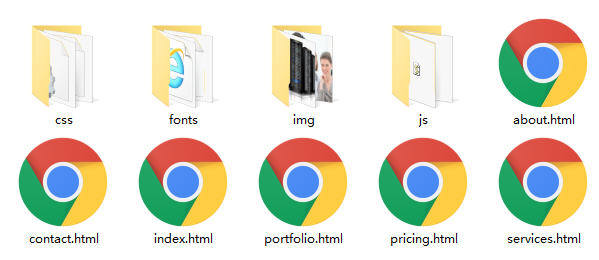 css
fonts
img
js
about.html
contact.html
index.html
portfolio.html
pricing.html
services.html